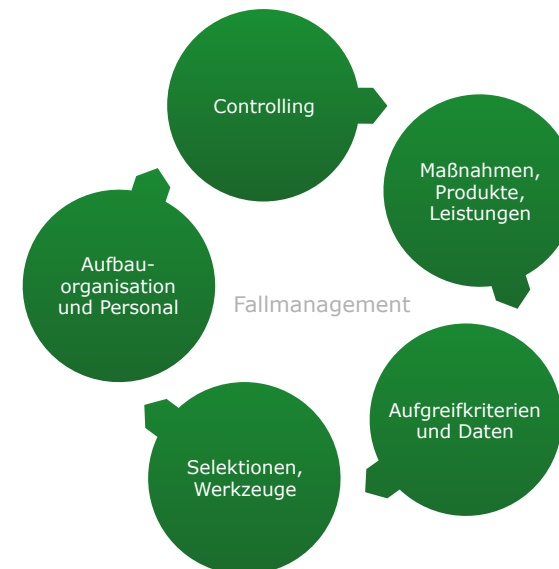 Controlling
Maßnahmen,
Produkte,
Leistungen
Aufgreifkriterien
und Daten
Selektionen,
Werkzeuge
Aufbau-
organisation
und Personal
Fallmanagement